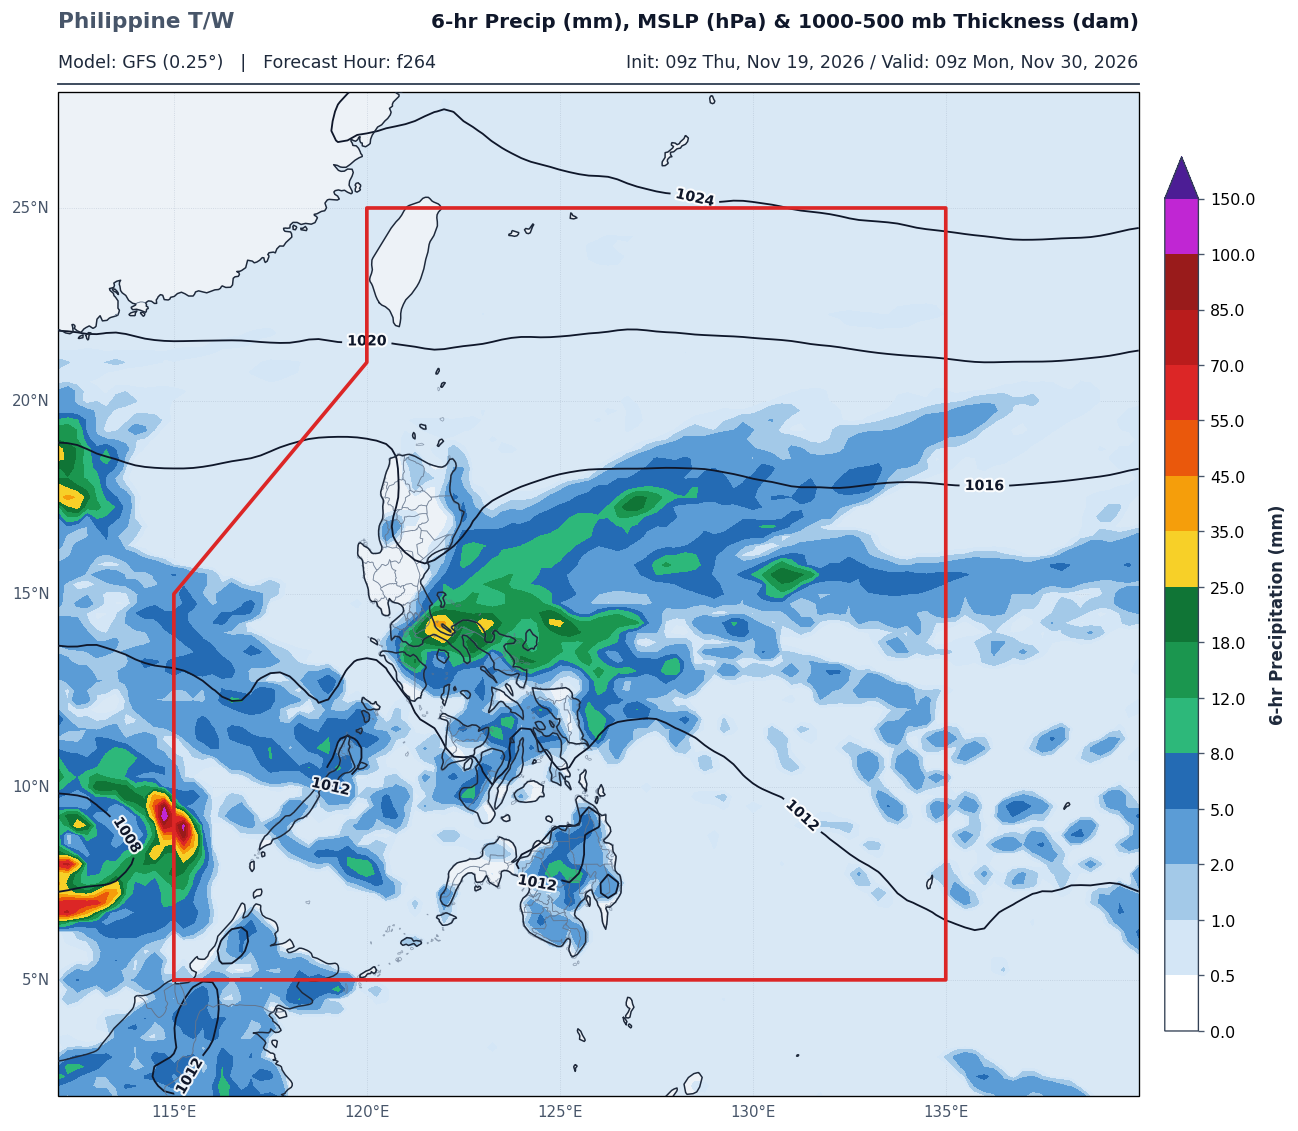 Philippine T/W
6-hr Precip (mm), MSLP (hPa) & 1000-500 mb Thickness (dam)
Model: GFS (0.25°) | Forecast Hour: f264
Init: 09z Thu, Nov 19, 2026 / Valid: 09z Mon, Nov 30, 2026
1024
25°N
1020
20°N
1016
15°N
1012
10°N
1012
1008
1012
5°N
1012
115°E
120°E
125°E
130°E
135°E
150.0
100.0
85.0
70.0
55.0
45.0
35.0
25.0
18.0
12.0
8.0
5.0
2.0
1.0
0.5
0.0
6-hr Precipitation (mm)